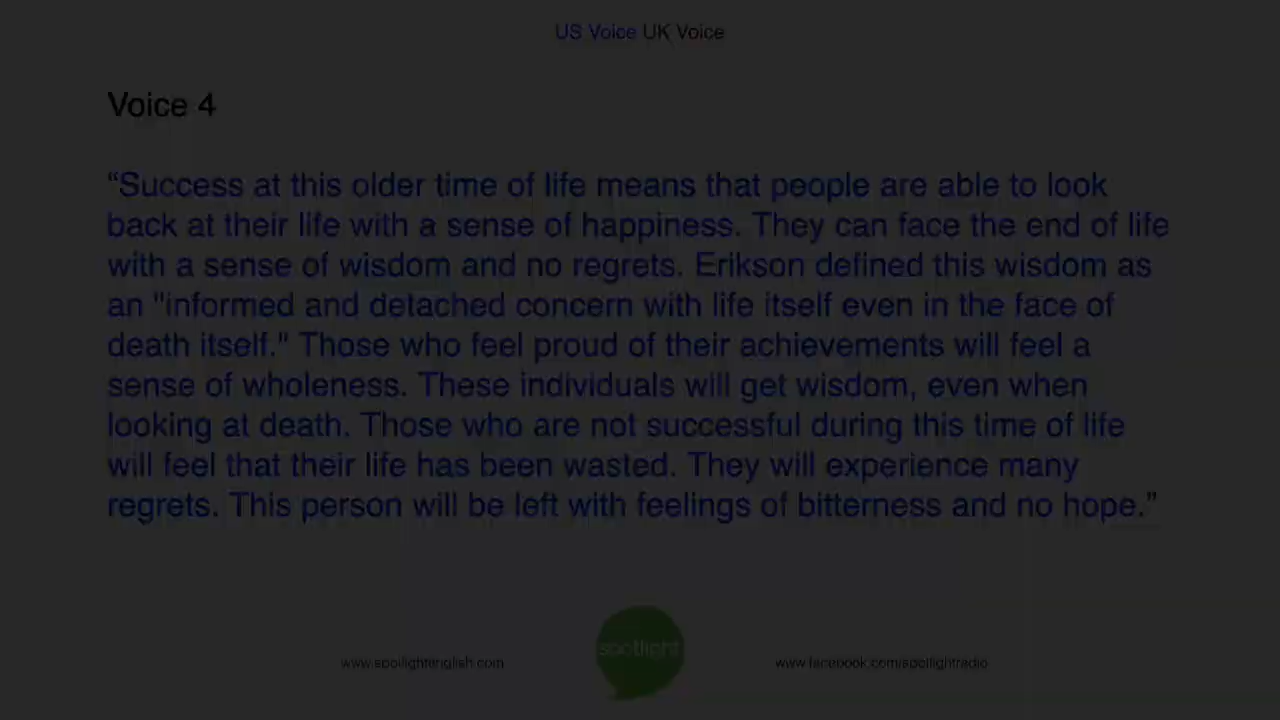 US Voice UK Voice
Voice 4
“Success at this older time of life means that people are able to look
back at their life with a sense of happiness. They can face the end of life
with a sense of wisdom and no regrets. Erikson defined this wisdom as
an "informed and detached concern with life itself even in the face of
death itself." Those who feel proud of their achievements will feel a
sense of wholeness. These individuals will get wisdom, even when
looking at death. Those who are not successful during this time of life
will feel that their life has been wasted. They will experience many
regrets. This person will be left with feelings of bitterness and no hope.”
spotlight
www.spotlightenglish.com
www.facebook.com/spotlightradio